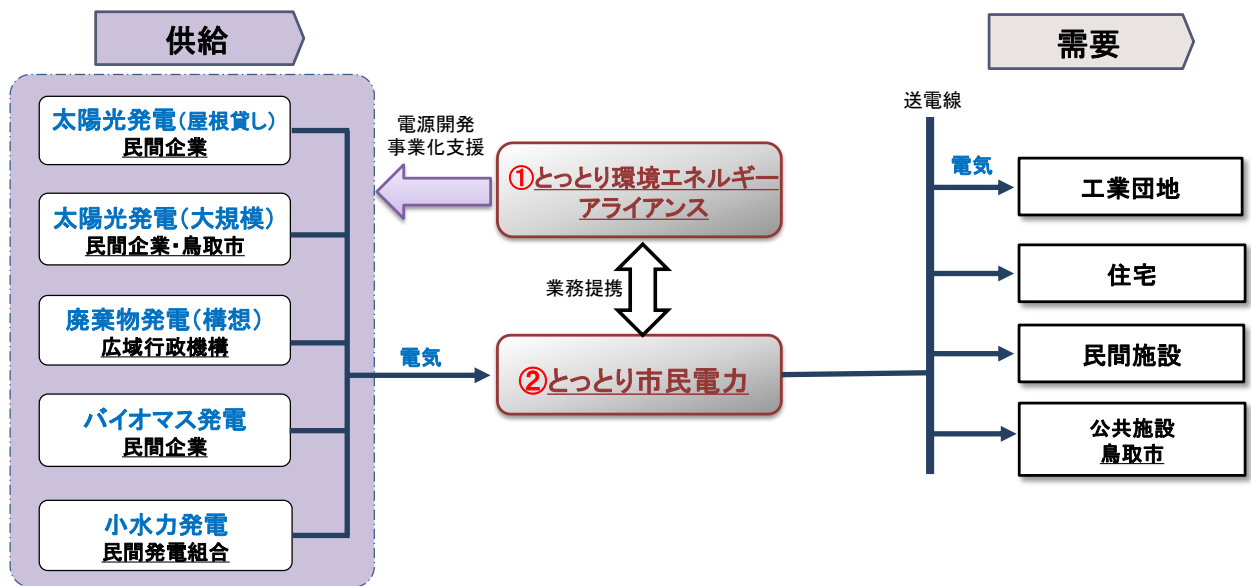 供給
需要
太陽光発電(屋根貸し)
民間企業
太陽光発電(大規模)
民間企業・鳥取市
廃棄物発電(構想)
広域行政機構
バイオマス発電
民間企業
小水力発電
民間発電組合
電源開発
事業化支援
①とっとり環境エネルギー
アライアンス
業務提携
電気
②とっとり市民電力
送電線
電気
工業団地
住宅
民間施設
公共施設
鳥取市